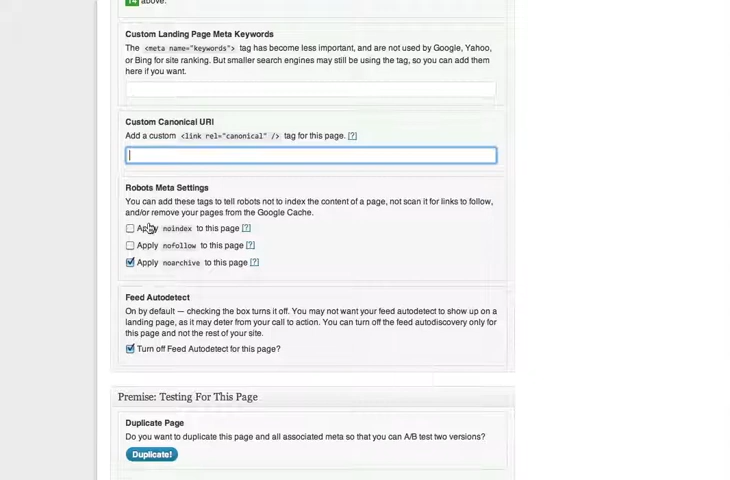 14 above.
Custom Landing Page Meta Keywords
The <meta name="keywords"> tag has become less important, and are not used by Google, Yahoo,
or Bing for site ranking. But smaller search engines may still be using the tag, so you can add them
here if you want.
Custom Canonical URI
Add a custom <link rel="canonical" /> tag for this page. [?]
Robots Meta Settings
You can add these tags to tell robots not to index the content of a page, not scan it for links to follow,
and/or remove your pages from the Google Cache.
Apply noindex to this page [?]
Apply nofollow to this page [?]
Apply noarchive to this page [?]
Feed Autodetect
On by default — checking the box turns it off. You may not want your feed autodetect to show up on a
landing page, as it may deter from your call to action. You can turn off the feed autodiscovery only for
this page and not the rest of your site.
Turn off Feed Autodetect for this page?
Premise: Testing For This Page
Duplicate Page
Do you want to duplicate this page and all associated meta so that you can A/B test two versions?
Duplicate!